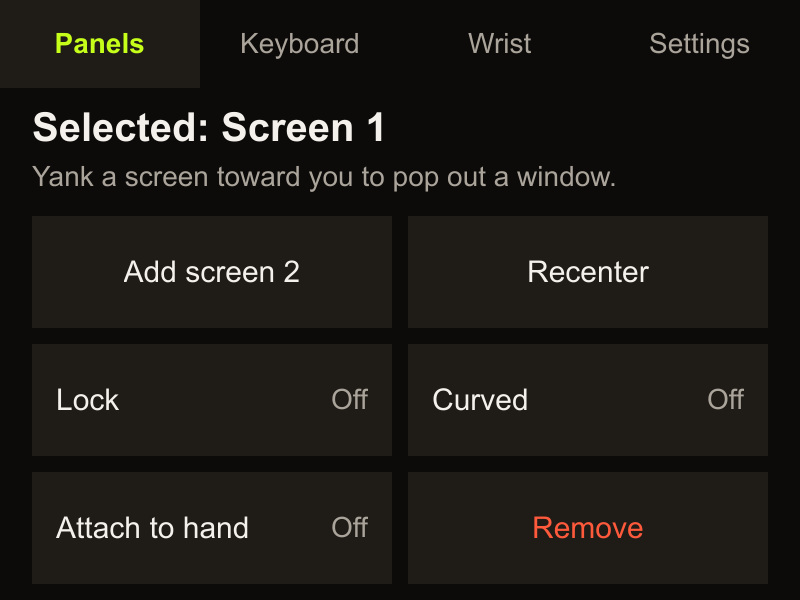 Panels Keyboard Wrist Settings
Selected: Screen 1
Yank a screen toward you to pop out a window.
Add screen 2 Recenter
Lock Off Curved Off
Attach to hand Off Remove